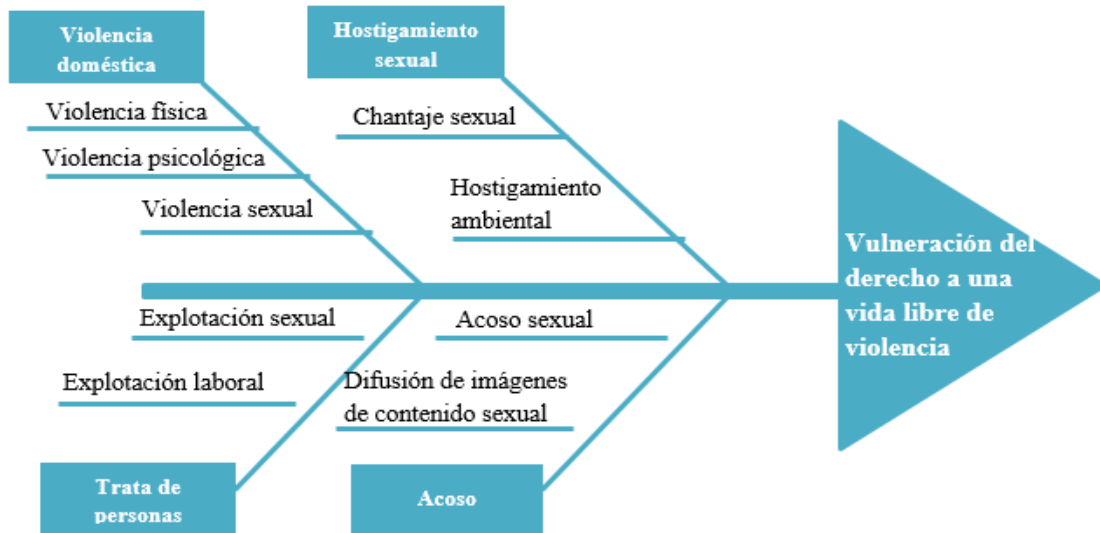 Violencia
doméstica
Hostigamiento
sexual
Violencia física
Violencia psicológica
Violencia sexual
Chantaje sexual
Hostigamiento
ambiental
Vulneración del
derecho a una
vida libre de
violencia
Explotación sexual
Explotación laboral
Acoso sexual
Difusión de imágenes
de contenido sexual
Trata de
personas
Acoso